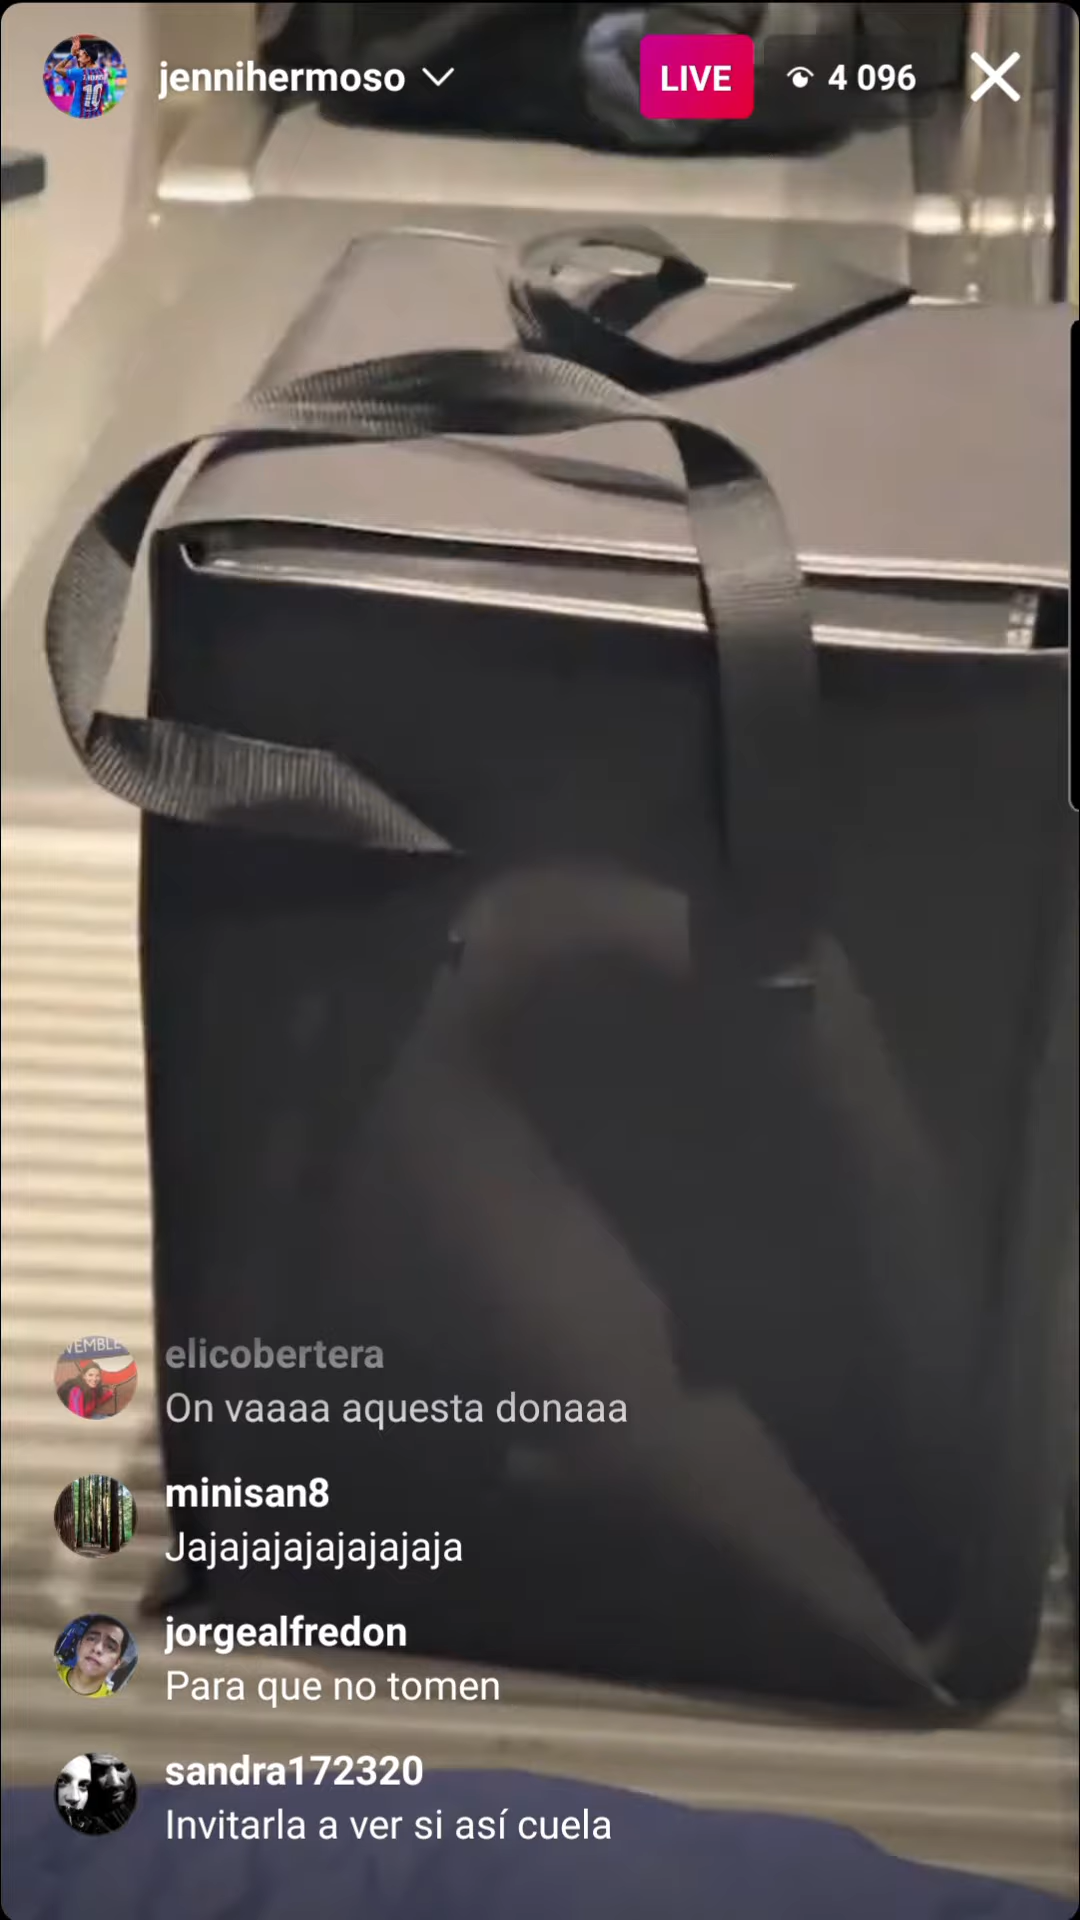 jennihermoso
LIVE
4 096
elicobertera
On vaaaa aquesta donaaa
minisan8
Jajajajajajajajaja
jorgealfredon
Para que no tomen
sandra172320
Invitarla a ver si así cuela